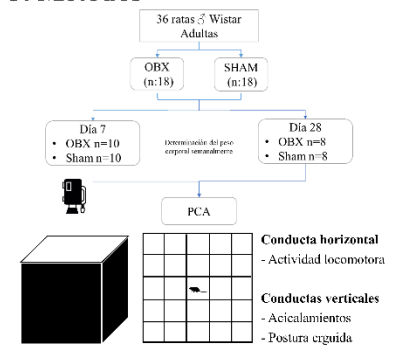 36 ratas ♂ Wistar
Adultas
OBX
(n:18)
SHAM
(n:18)
Día 7
• OBX n=10
• Sham n=10
Determinación del peso
corporal semanalmente
Día 28
• OBX n=8
• Sham n=8
PCA
Conducta horizontal
- Actividad locomotora
Conductas verticales
- Acicalamientos
- Postura erguida